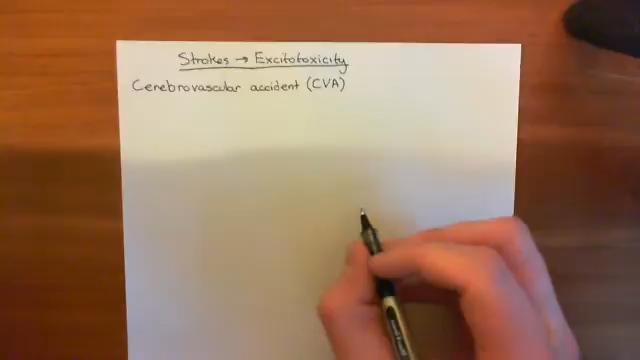 Strokes → Excitotoxicity
Cerebrovascular accident (CVA)